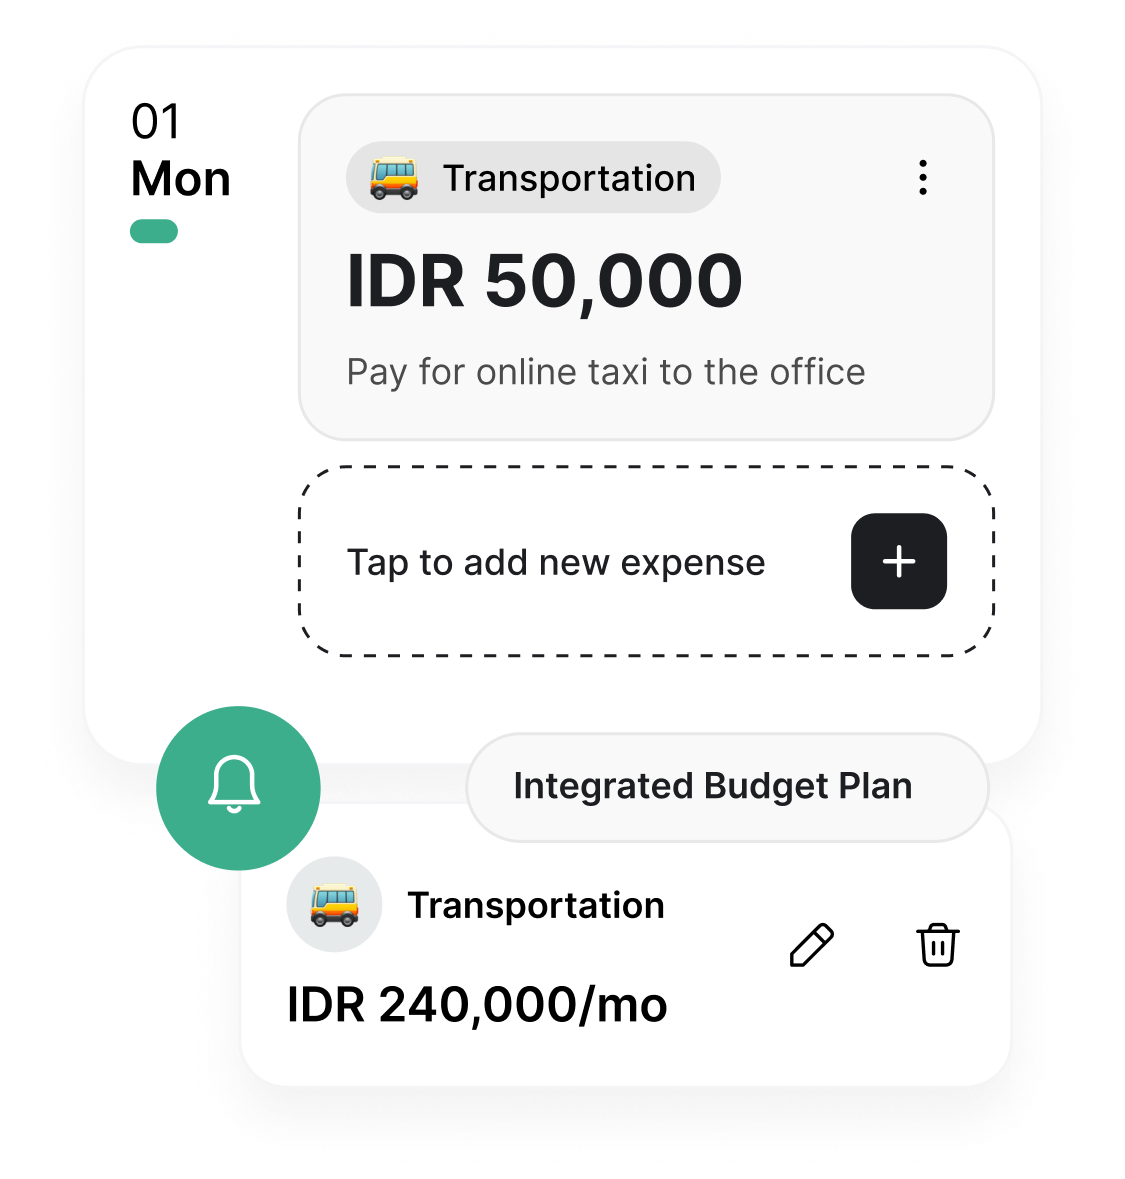 01
Mon
Transportation
IDR 50,000
Pay for online taxi to the office
Tap to add new expense
Integrated Budget Plan
Transportation
IDR 240,000/mo